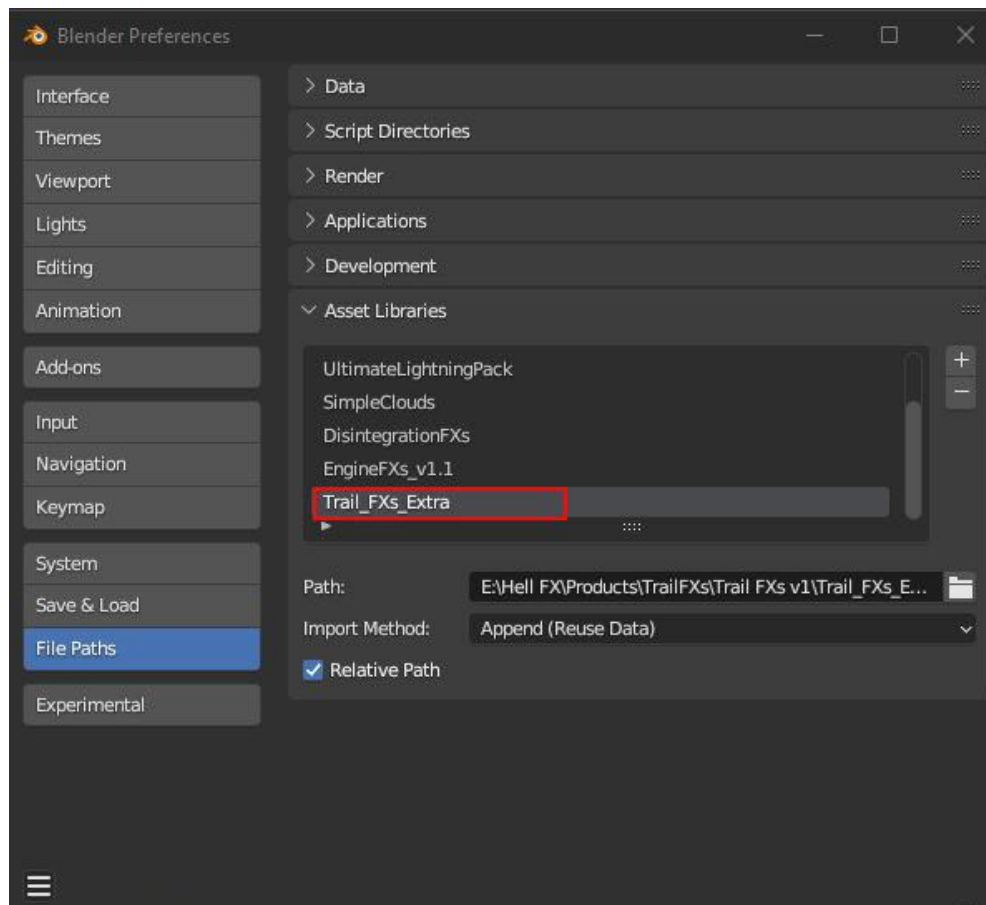 Blender Preferences
Interface
Themes
Viewport
Lights
Editing
Animation
Add-ons
Input
Navigation
Keymap
System
Save & Load
File Paths
Experimental
Data
Script Directories
Render
Applications
Development
Asset Libraries
UltimateLightningPack
SimpleClouds
DisintegrationFXs
EngineFXs_v1.1
Trail_FXs_Extra
Path: E:\Hell FX\Products\TrailFXs\Trail FXs v1\Trail_FXs_E...
Import Method: Append (Reuse Data)
Relative Path